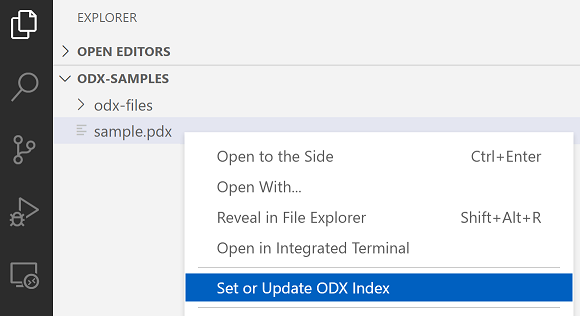 EXPLORER
OPEN EDITORS
ODX-SAMPLES
odx-files
sample.pdx
Open to the Side Ctrl+Enter
Open With...
Reveal in File Explorer Shift+Alt+R
Open in Integrated Terminal
Set or Update ODX Index